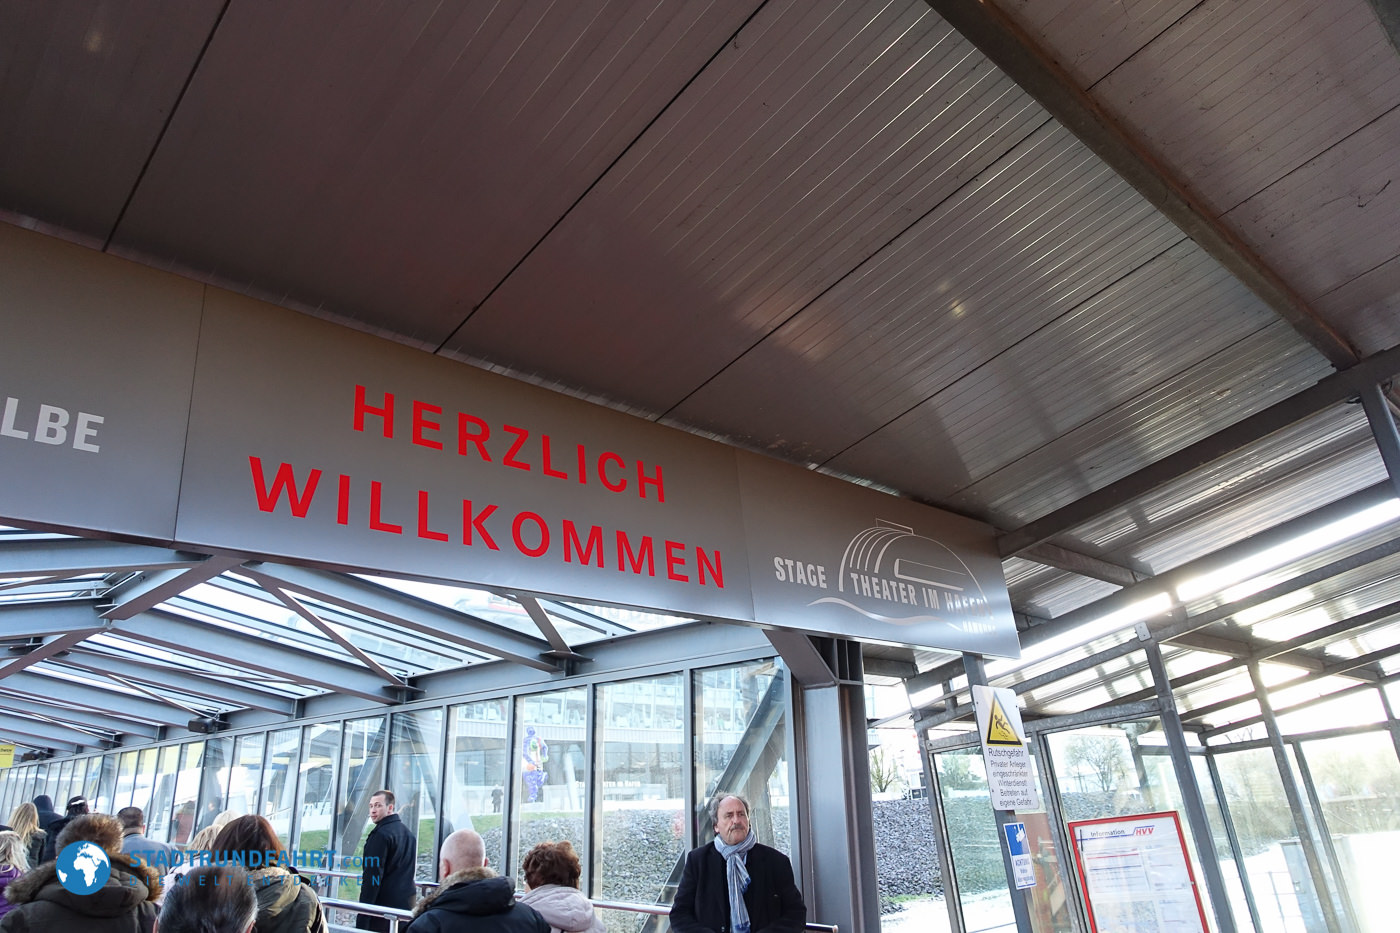 LBE
HERZLICH
WILLKOMMEN
STAGE
THEATER IM HAFEN
Rutschgefahr
Privater Anleger
eingeschränkter
Winterdienst
Betreten auf
eigene Gefahr
Information HVV
STADTRUNDFAHRT.com